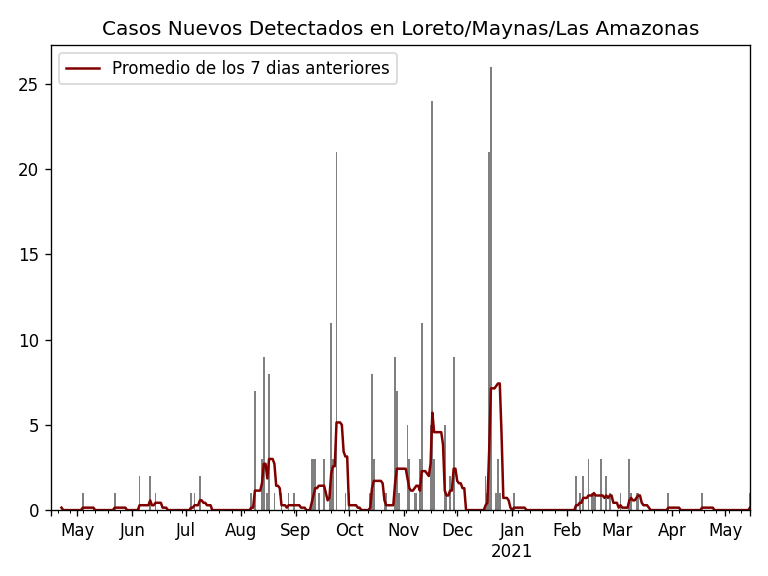 Casos Nuevos Detectados en Loreto/Maynas/Las Amazonas
Promedio de los 7 dias anteriores
25
20
15
10
5
0
May Jun Jul Aug Sep Oct Nov Dec Jan Feb Mar Apr May
2021